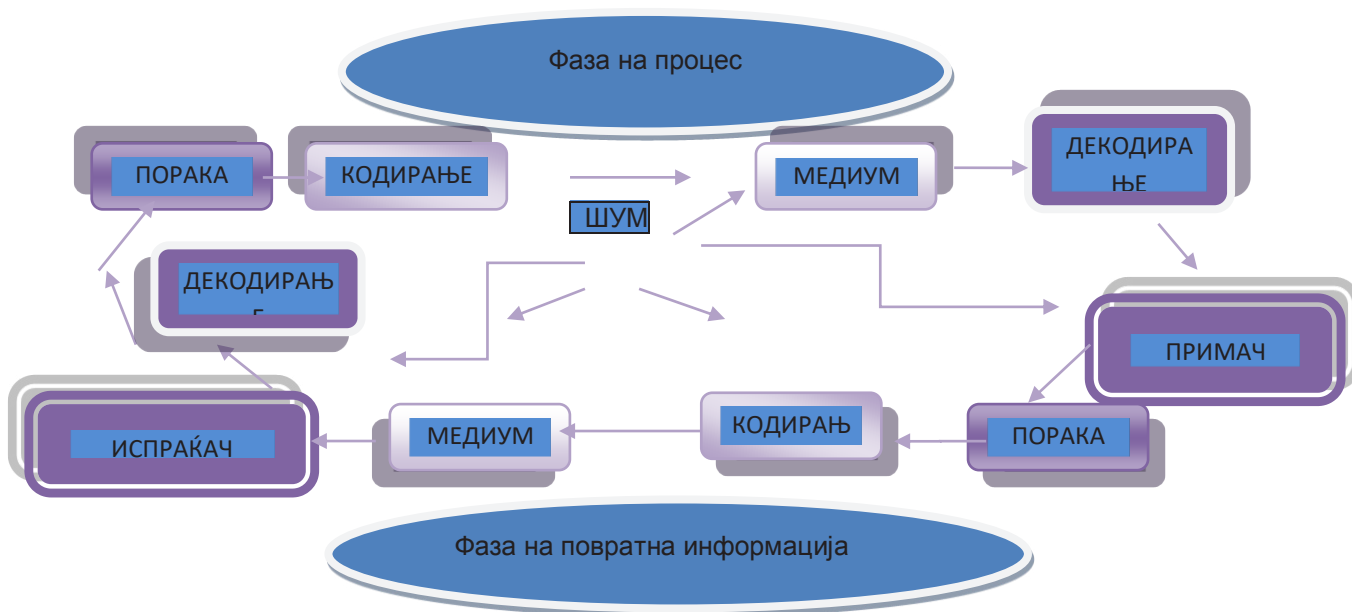 Фаза на процес
ПОРАКА
КОДИРАЊЕ
МЕДИУМ
ДЕКОДИРА
ЊЕ
ШУМ
ДЕКОДИРАЊ
ПРИМАЧ
ИСПРАЌАЧ
МЕДИУМ
КОДИРАЊ
ПОРАКА
Фаза на повратна информација